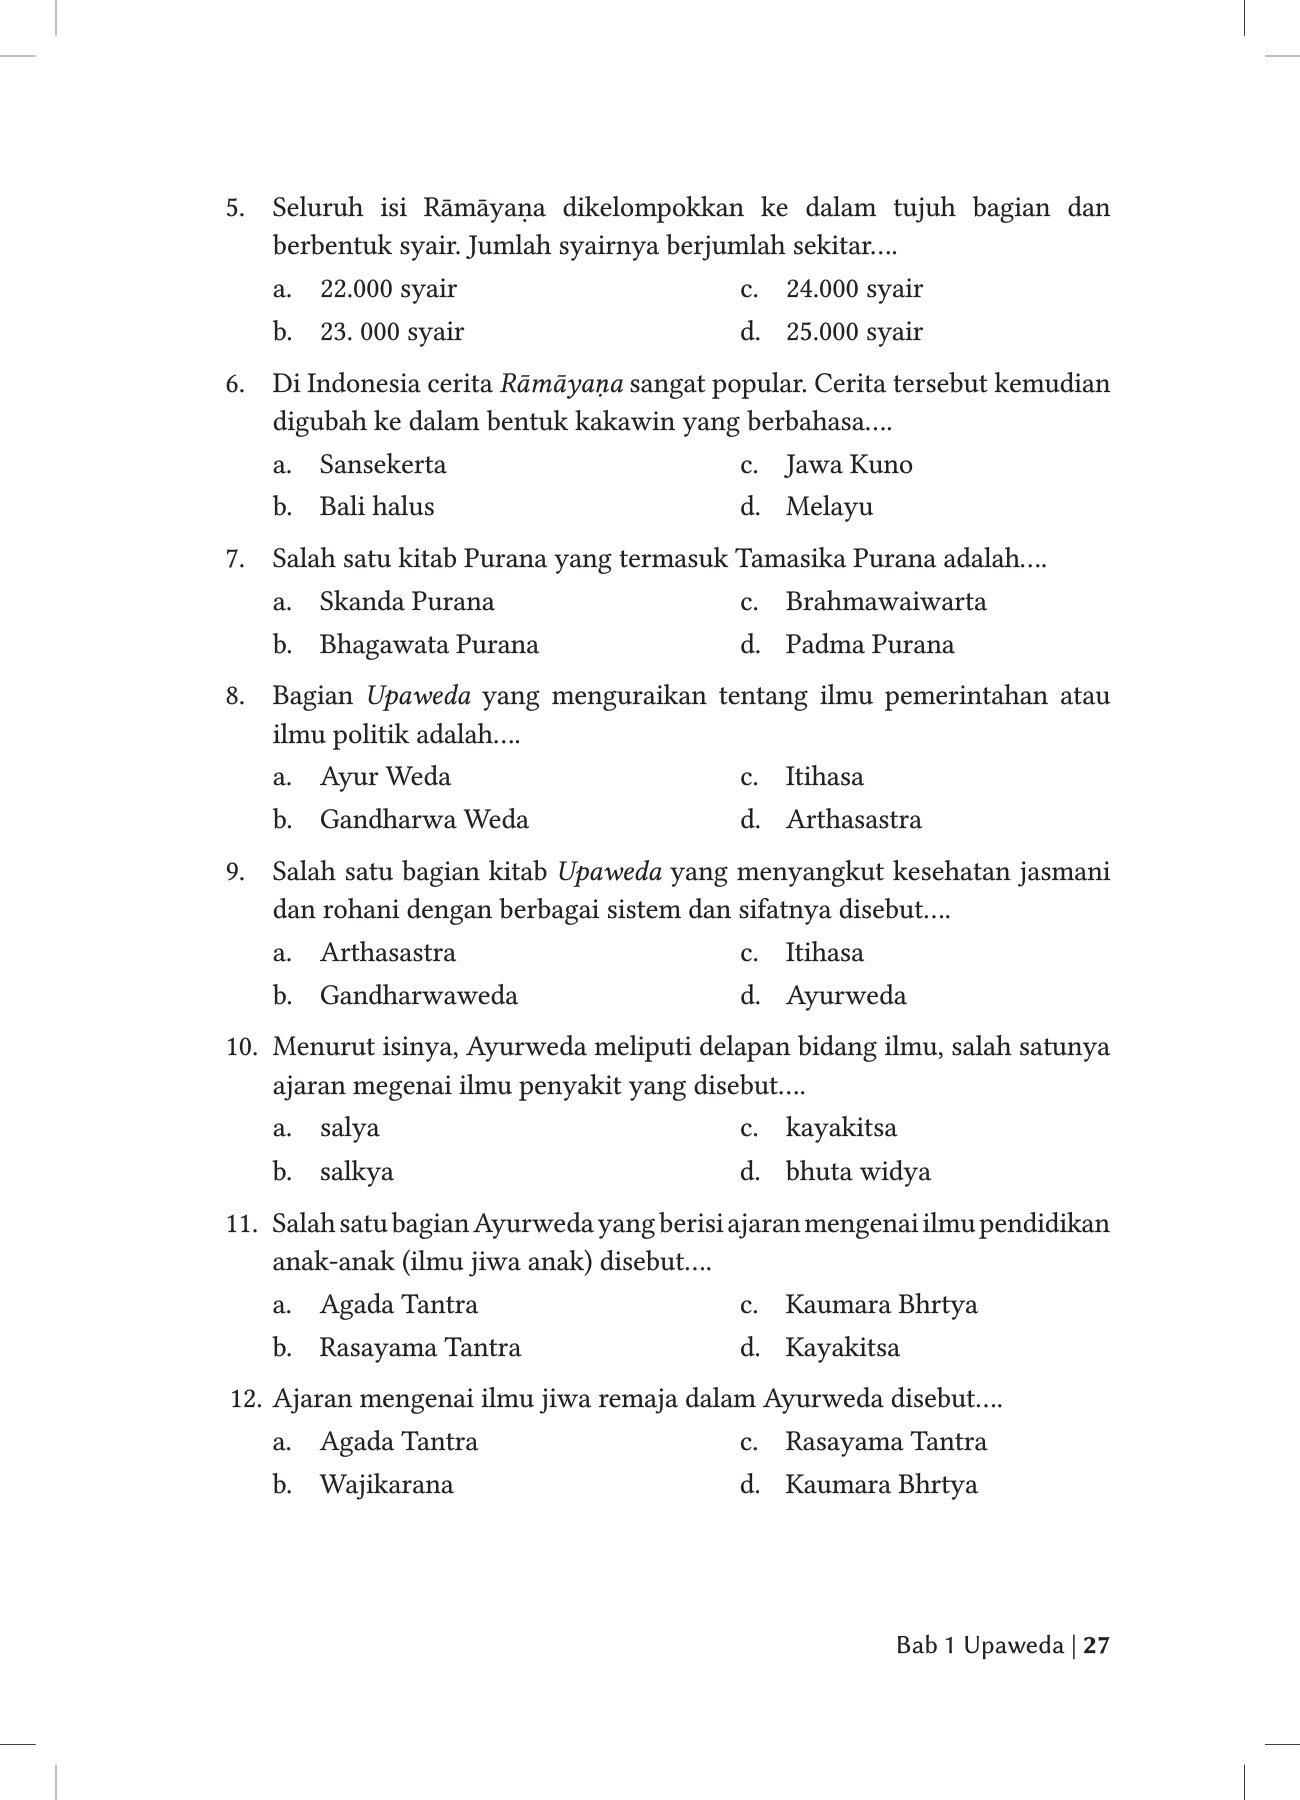 5. Seluruh isi Rāmāyaṇa dikelompokkan ke dalam tujuh bagian dan
berbentuk syair. Jumlah syairnya berjumlah sekitar….
a. 22.000 syair c. 24.000 syair
b. 23. 000 syair d. 25.000 syair
6. Di Indonesia cerita Rāmāyaṇa sangat popular. Cerita tersebut kemudian
digubah ke dalam bentuk kakawin yang berbahasa….
a. Sansekerta c. Jawa Kuno
b. Bali halus d. Melayu
7. Salah satu kitab Purana yang termasuk Tamasika Purana adalah….
a. Skanda Purana c. Brahmawaiwarta
b. Bhagawata Purana d. Padma Purana
8. Bagian Upaweda yang menguraikan tentang ilmu pemerintahan atau
ilmu politik adalah….
a. Ayur Weda c. Itihasa
b. Gandharwa Weda d. Arthasastra
9. Salah satu bagian kitab Upaweda yang menyangkut kesehatan jasmani
dan rohani dengan berbagai sistem dan sifatnya disebut….
a. Arthasastra c. Itihasa
b. Gandharwaweda d. Ayurweda
10. Menurut isinya, Ayurweda meliputi delapan bidang ilmu, salah satunya
ajaran megenai ilmu penyakit yang disebut….
a. salya c. kayakitsa
b. salkya d. bhuta widya
11. Salah satu bagian Ayurweda yang berisi ajaran mengenai ilmu pendidikan
anak-anak (ilmu jiwa anak) disebut….
a. Agada Tantra c. Kaumara Bhrtya
b. Rasayama Tantra d. Kayakitsa
12. Ajaran mengenai ilmu jiwa remaja dalam Ayurweda disebut….
a. Agada Tantra c. Rasayama Tantra
b. Wajikarana d. Kaumara Bhrtya
Bab 1 Upaweda | 27